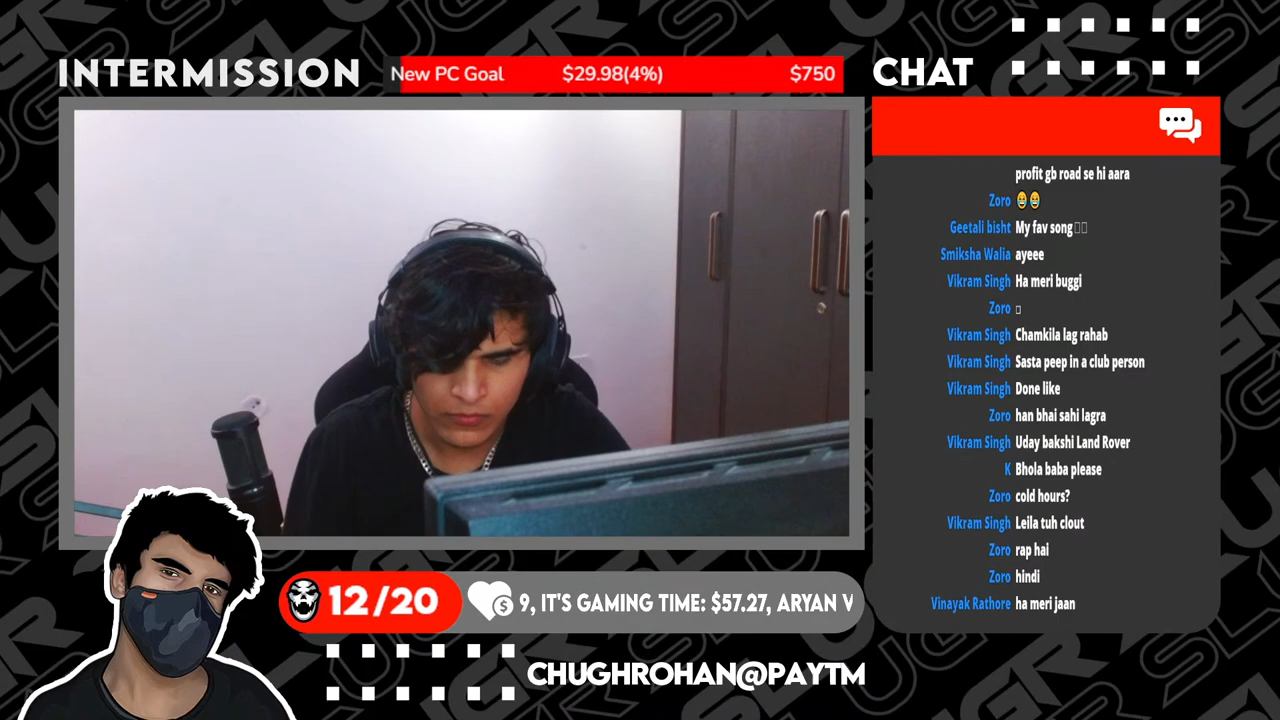 INTERMISSION
New PC Goal $29.98(4%) $750
CHAT
profit gb road se hi aara
Zoro 😂😂
Geetali bisht My fav song
Smiksha Walia ayeee
Vikram Singh Ha meri buggi
Zoro
Vikram Singh Chamkila lag rahab
Vikram Singh Sasta peep in a club person
Vikram Singh Done like
Zoro han bhai sahi lagra
Vikram Singh Uday bakshi Land Rover
K Bhola baba please
Zoro cold hours?
Vikram Singh Leila tuh clout
Zoro rap hai
Zoro hindi
Vinayak Rathore ha meri jaan
12/20
9, IT'S GAMING TIME: $57.27, ARYAN V
CHUGHROHAN@PAYTM